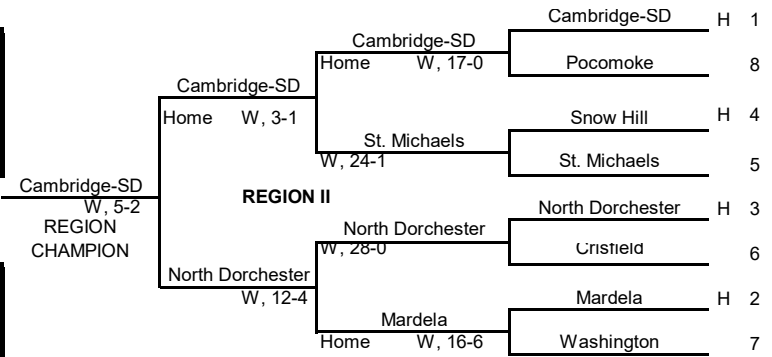 Cambridge-SD H 1
Cambridge-SD
Home W, 17-0
Pocomoke 8
Cambridge-SD
Home W, 3-1
Snow Hill H 4
St. Michaels
W, 24-1
St. Michaels 5
Cambridge-SD
W, 5-2
REGION
CHAMPION
REGION II
North Dorchester H 3
North Dorchester
W, 28-0
Crisfield 6
North Dorchester
W, 12-4
Mardela H 2
Mardela
Home W, 16-6
Washington 7